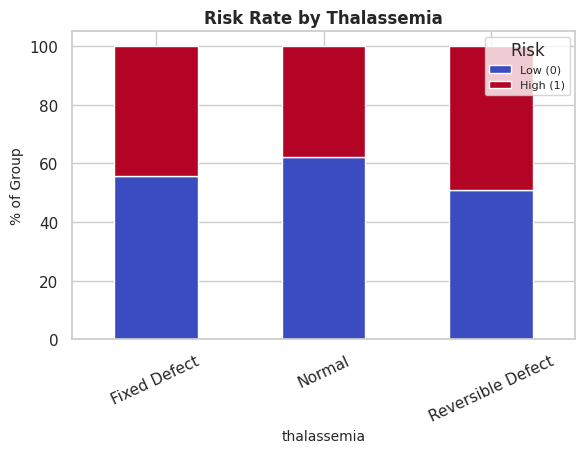 Risk Rate by Thalassemia
Risk
Low (0)
High (1)
% of Group
100
80
60
40
20
0
Fixed Defect
Normal
Reversible Defect
thalassemia